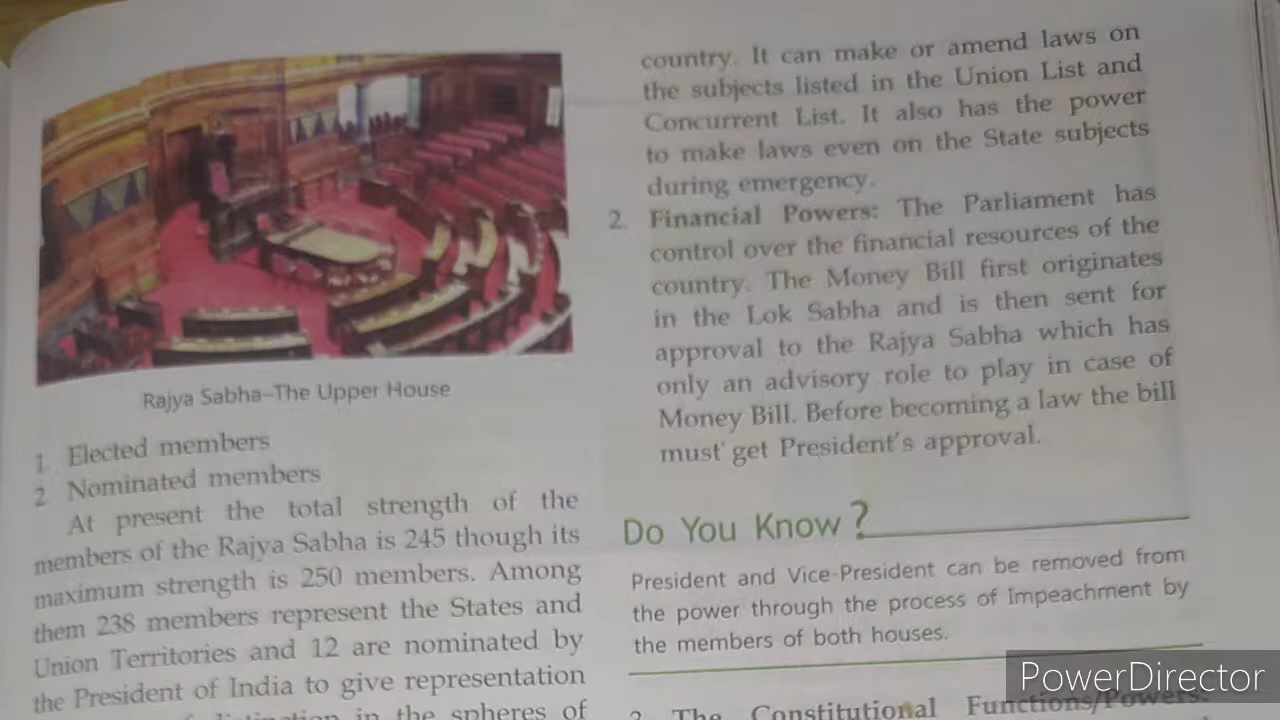 Rajya Sabha–The Upper House
1. Elected members
2. Nominated members
At present the total strength of the
members of the Rajya Sabha is 245 though its
maximum strength is 250 members. Among
them 238 members represent the States and
Union Territories and 12 are nominated by
the President of India to give representation
in the spheres of
country. It can make or amend laws on
the subjects listed in the Union List and
Concurrent List. It also has the power
to make laws even on the State subjects
during emergency.
2. Financial Powers: The Parliament has
control over the financial resources of the
country. The Money Bill first originates
in the Lok Sabha and is then sent for
approval to the Rajya Sabha which has
only an advisory role to play in case of
Money Bill. Before becoming a law the bill
must get President's approval.
Do You Know ?
President and Vice-President can be removed from
the power through the process of Impeachment by
the members of both houses.
The Constitutional Functions/Powers:
PowerDirector